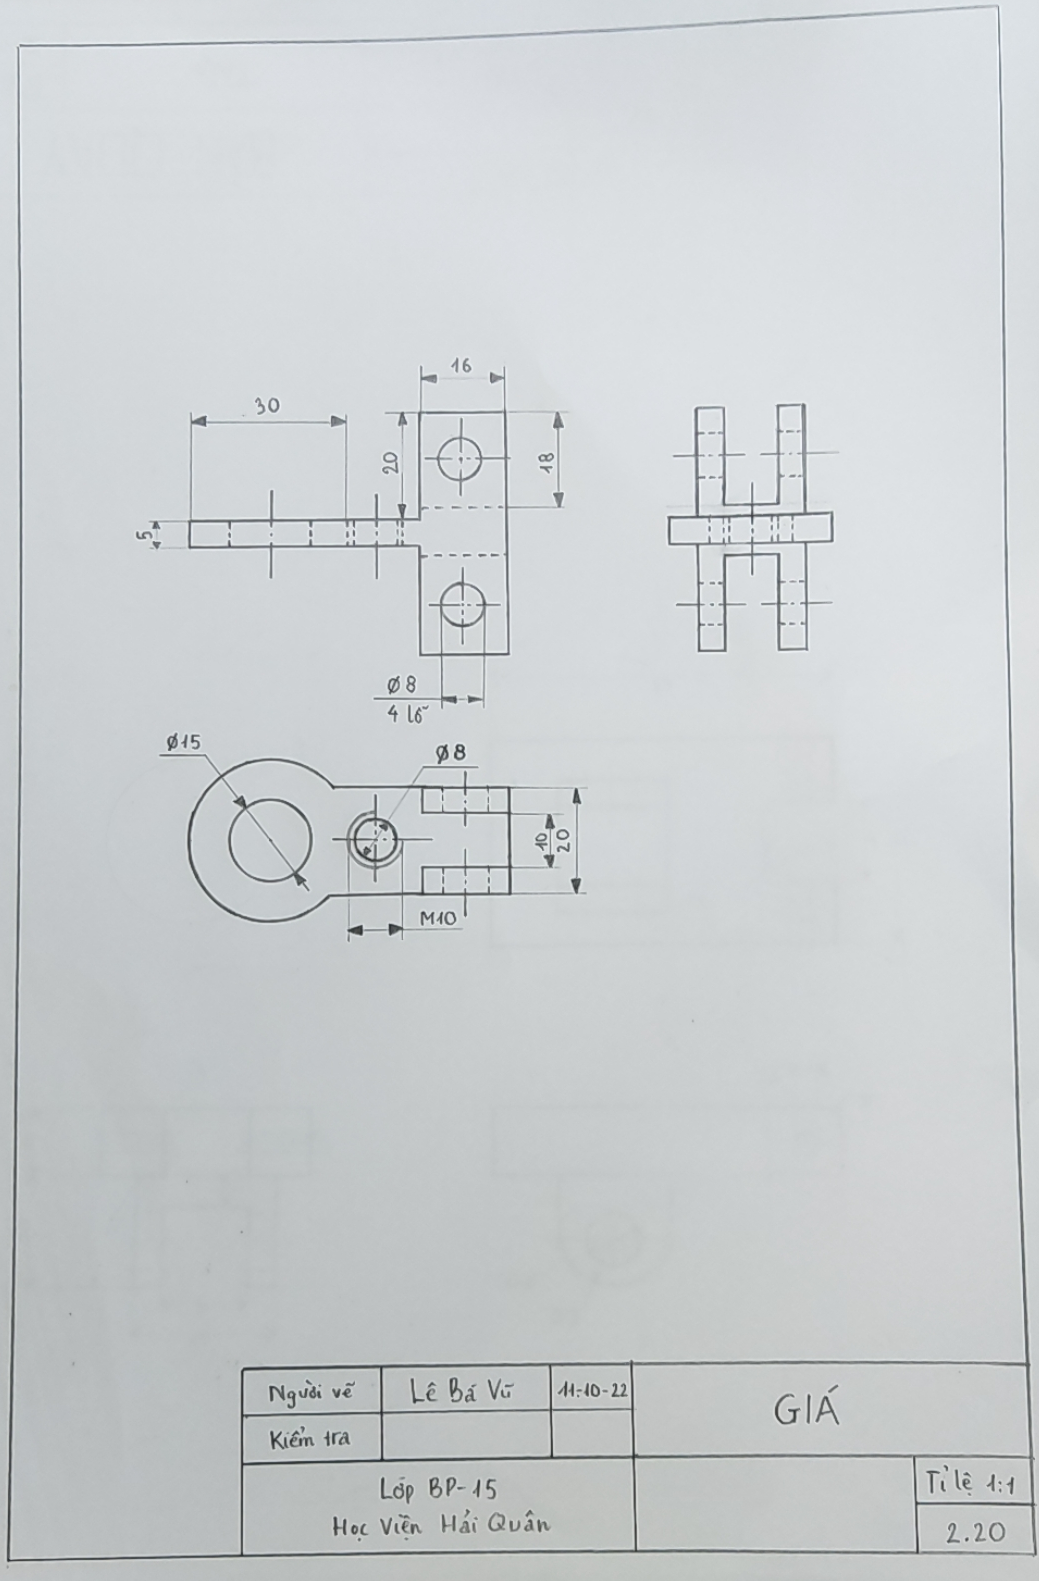 16
30
20
18
5
Ø8
4 lỗ
Ø15
Ø8
10
20
M10
Người vẽ
Lê Bá Vũ
11-10-22
GIÁ
Kiểm tra
Lớp BP-15
Học Viện Hải Quân
Tỉ lệ 1:1
2.20